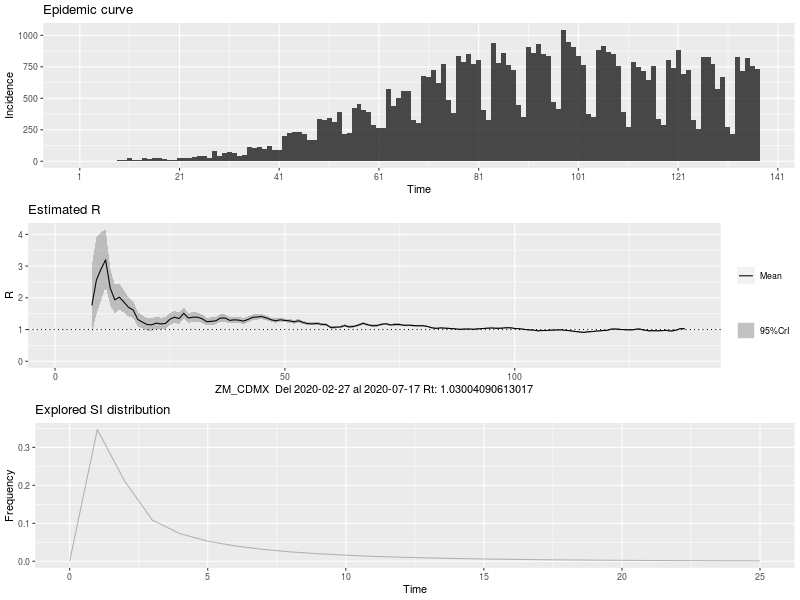 Epidemic curve
1000
750
500
250
0
Incidence
1 21 41 61 81 101 121 141
Time
Estimated R
4
3
2
1
0
R
0 50 100
ZM_CDMX Del 2020-02-27 al 2020-07-17 Rt: 1.03004090613017
Mean
95%CrI
Explored SI distribution
0.3
0.2
0.1
0.0
Frequency
0 5 10 15 20 25
Time